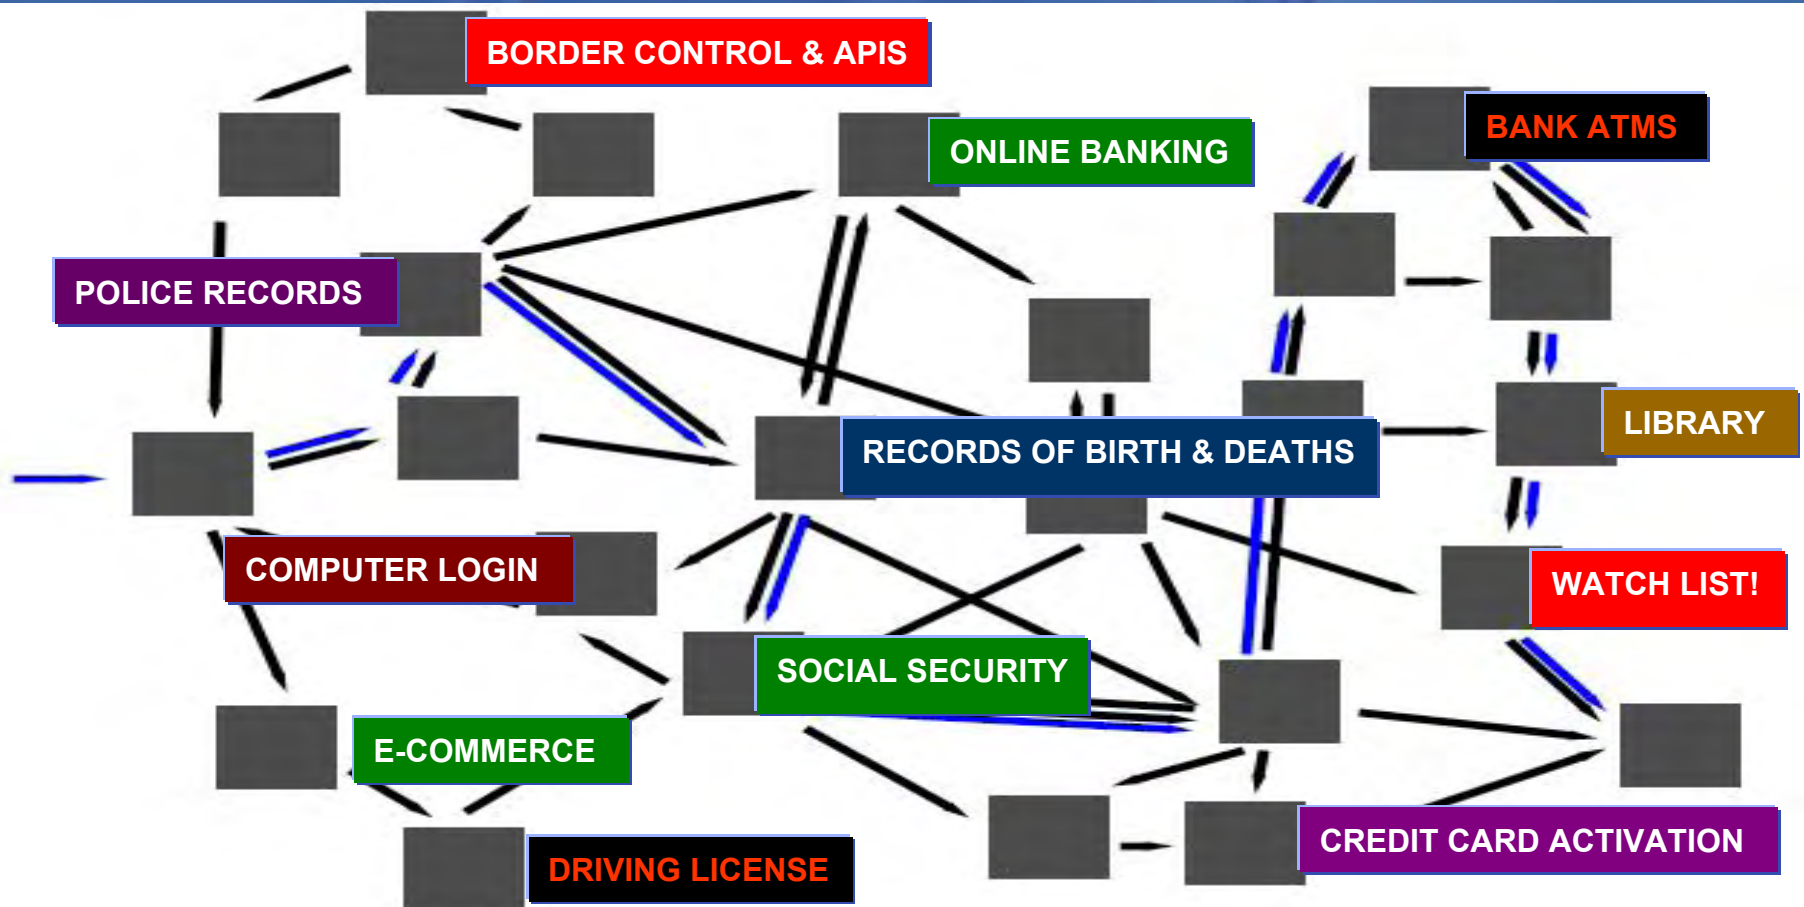 BORDER CONTROL & APIS
BANK ATMS
ONLINE BANKING
POLICE RECORDS
LIBRARY
RECORDS OF BIRTH & DEATHS
COMPUTER LOGIN
WATCH LIST!
SOCIAL SECURITY
E-COMMERCE
CREDIT CARD ACTIVATION
DRIVING LICENSE